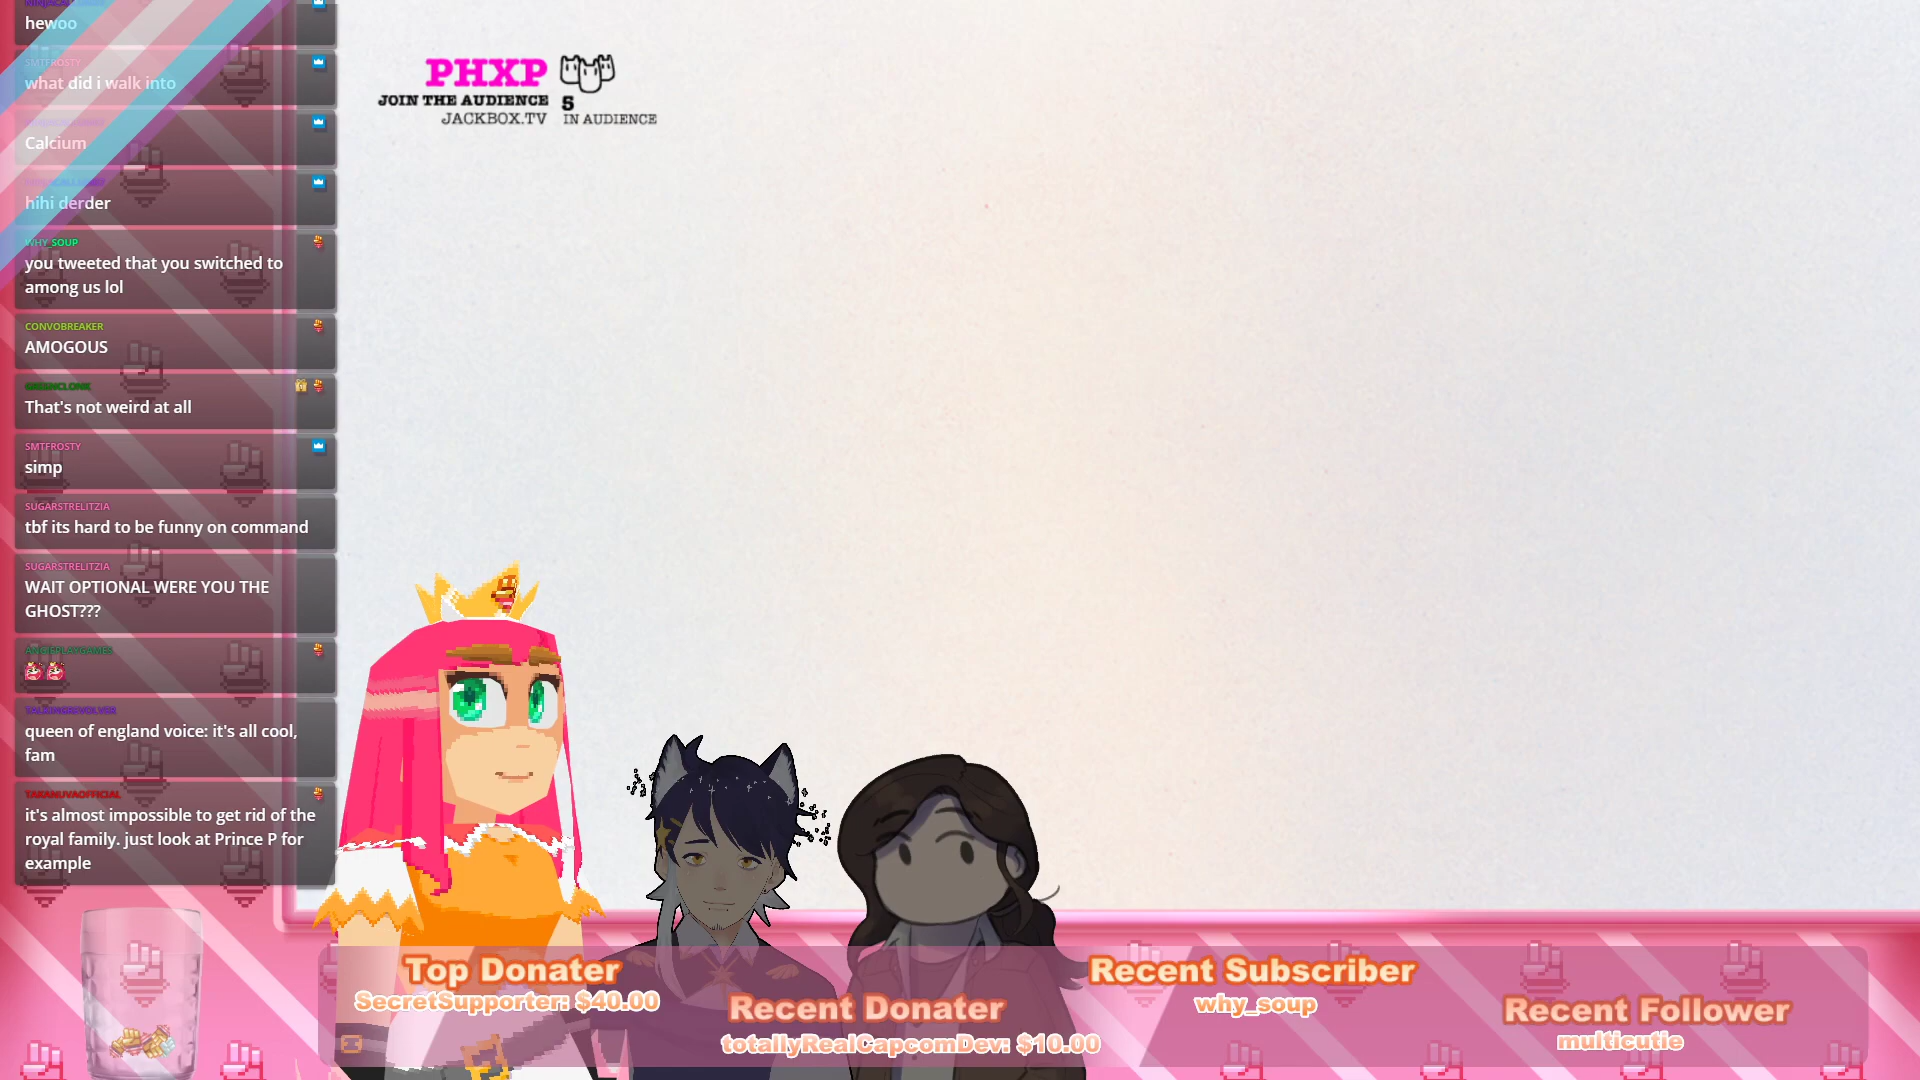 hewoo
SMTFROSTY
what did i walk into
Calcium
hihi derder
WHY_SOUP
you tweeted that you switched to
among us lol
CONVOBREAKER
AMOGOUS
That's not weird at all
SMTFROSTY
simp
SUGARSTRELITZIA
tbf its hard to be funny on command
SUGARSTRELITZIA
WAIT OPTIONAL WERE YOU THE
GHOST???
ANGIEPLAYGAMES
queen of england voice: it's all cool,
fam
TAKANUVAOFFICIAL
it's almost impossible to get rid of the
royal family. just look at Prince P for
example
PHXP
JOIN THE AUDIENCE
JACKBOX.TV
5
IN AUDIENCE
Top Donater
SecretSupporter: $40.00
Recent Donater
totallyRealCapcomDev: $10.00
Recent Subscriber
why_soup
Recent Follower
multicutie